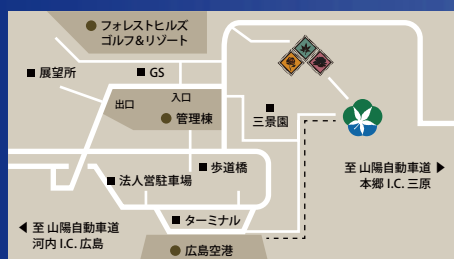 フォレストヒルズ
ゴルフ&リゾート
展望所
GS
出口
入口
管理棟
三景園
歩道橋
至 山陽自動車道
本郷 I.C. 三原
法人営駐車場
ターミナル
至 山陽自動車道
河内 I.C. 広島
広島空港